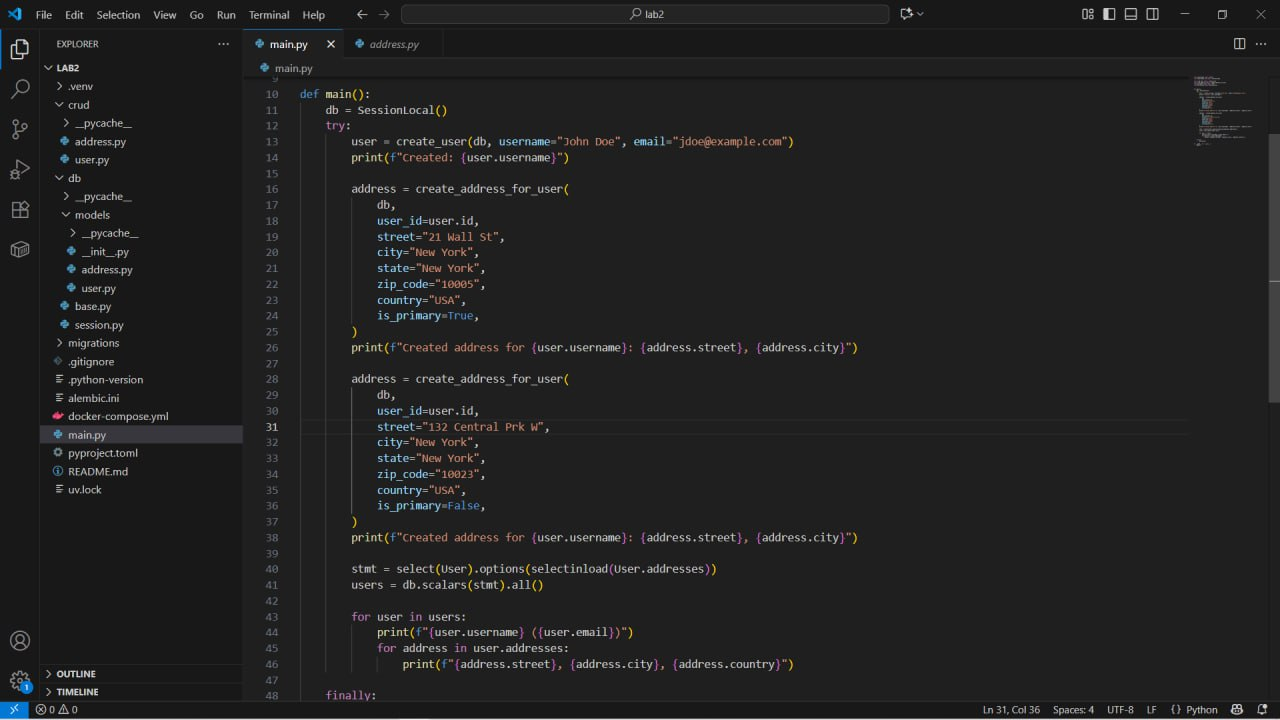 File Edit Selection View Go Run Terminal Help
lab2
EXPLORER
LAB2
.venv
crud
__pycache__
address.py
user.py
db
__pycache__
models
__pycache__
__init__.py
address.py
user.py
base.py
session.py
migrations
.gitignore
.python-version
alembic.ini
docker-compose.yml
main.py
pyproject.toml
README.md
uv.lock
OUTLINE
TIMELINE
main.py address.py
main.py
9
10 def main():
11 db = SessionLocal()
12 try:
13 user = create_user(db, username="John Doe", email="jdoe@example.com")
14 print(f"Created: {user.username}")
15
16 address = create_address_for_user(
17 db,
18 user_id=user.id,
19 street="21 Wall St",
20 city="New York",
21 state="New York",
22 zip_code="10005",
23 country="USA",
24 is_primary=True,
25 )
26 print(f"Created address for {user.username}: {address.street}, {address.city}")
27
28 address = create_address_for_user(
29 db,
30 user_id=user.id,
31 street="132 Central Prk W",
32 city="New York",
33 state="New York",
34 zip_code="10023",
35 country="USA",
36 is_primary=False,
37 )
38 print(f"Created address for {user.username}: {address.street}, {address.city}")
39
40 stmt = select(User).options(selectinload(User.addresses))
41 users = db.scalars(stmt).all()
42
43 for user in users:
44 print(f"{user.username} ({user.email})")
45 for address in user.addresses:
46 print(f"{address.street}, {address.city}, {address.country}")
47
48 finally:
1
0 0 Ln 31, Col 36 Spaces: 4 UTF-8 LF {} Python